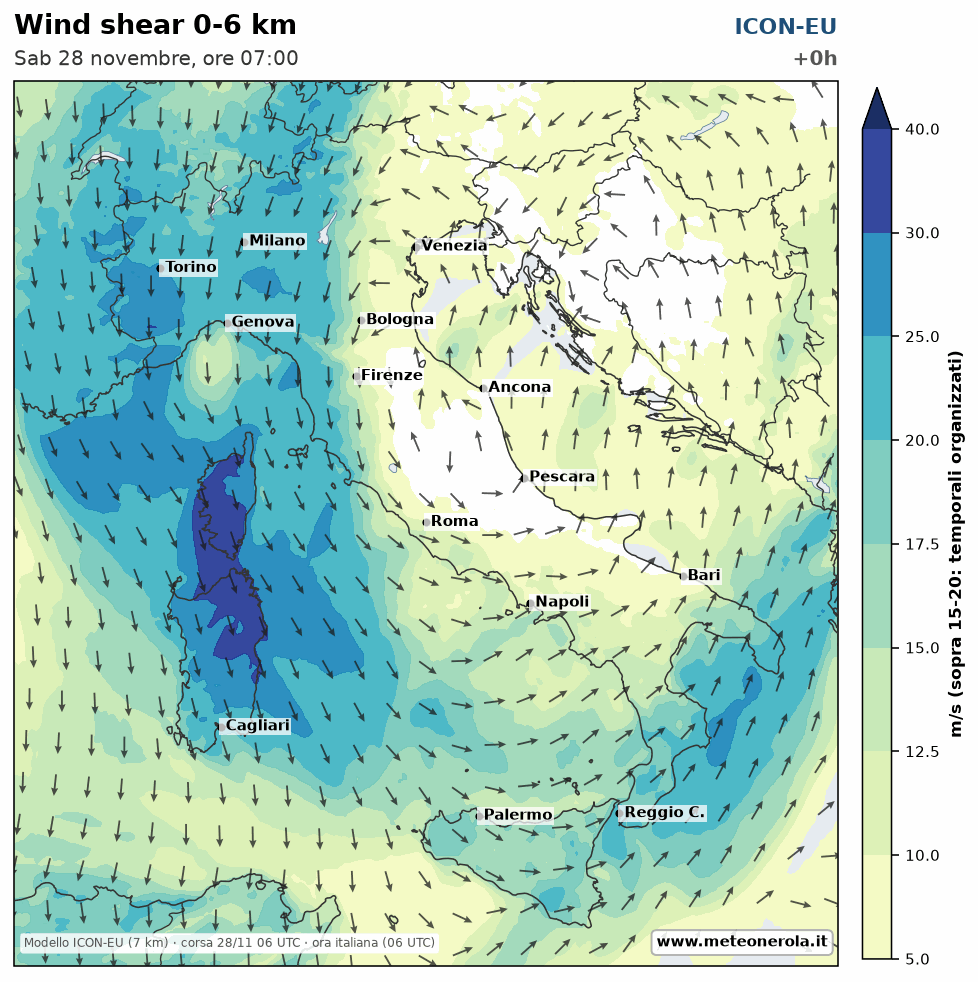 Wind shear 0-6 km
ICON-EU
Sab 28 novembre, ore 07:00
+0h
40.0
30.0
25.0
20.0
17.5
15.0
12.5
10.0
5.0
m/s (sopra 15-20: temporali organizzati)
Milano
Venezia
Torino
Genova
Bologna
Firenze
Ancona
Pescara
Roma
Bari
Napoli
Cagliari
Palermo
Reggio C.
Modello ICON-EU (7 km) · corsa 28/11 06 UTC · ora italiana (06 UTC)
www.meteonerola.it